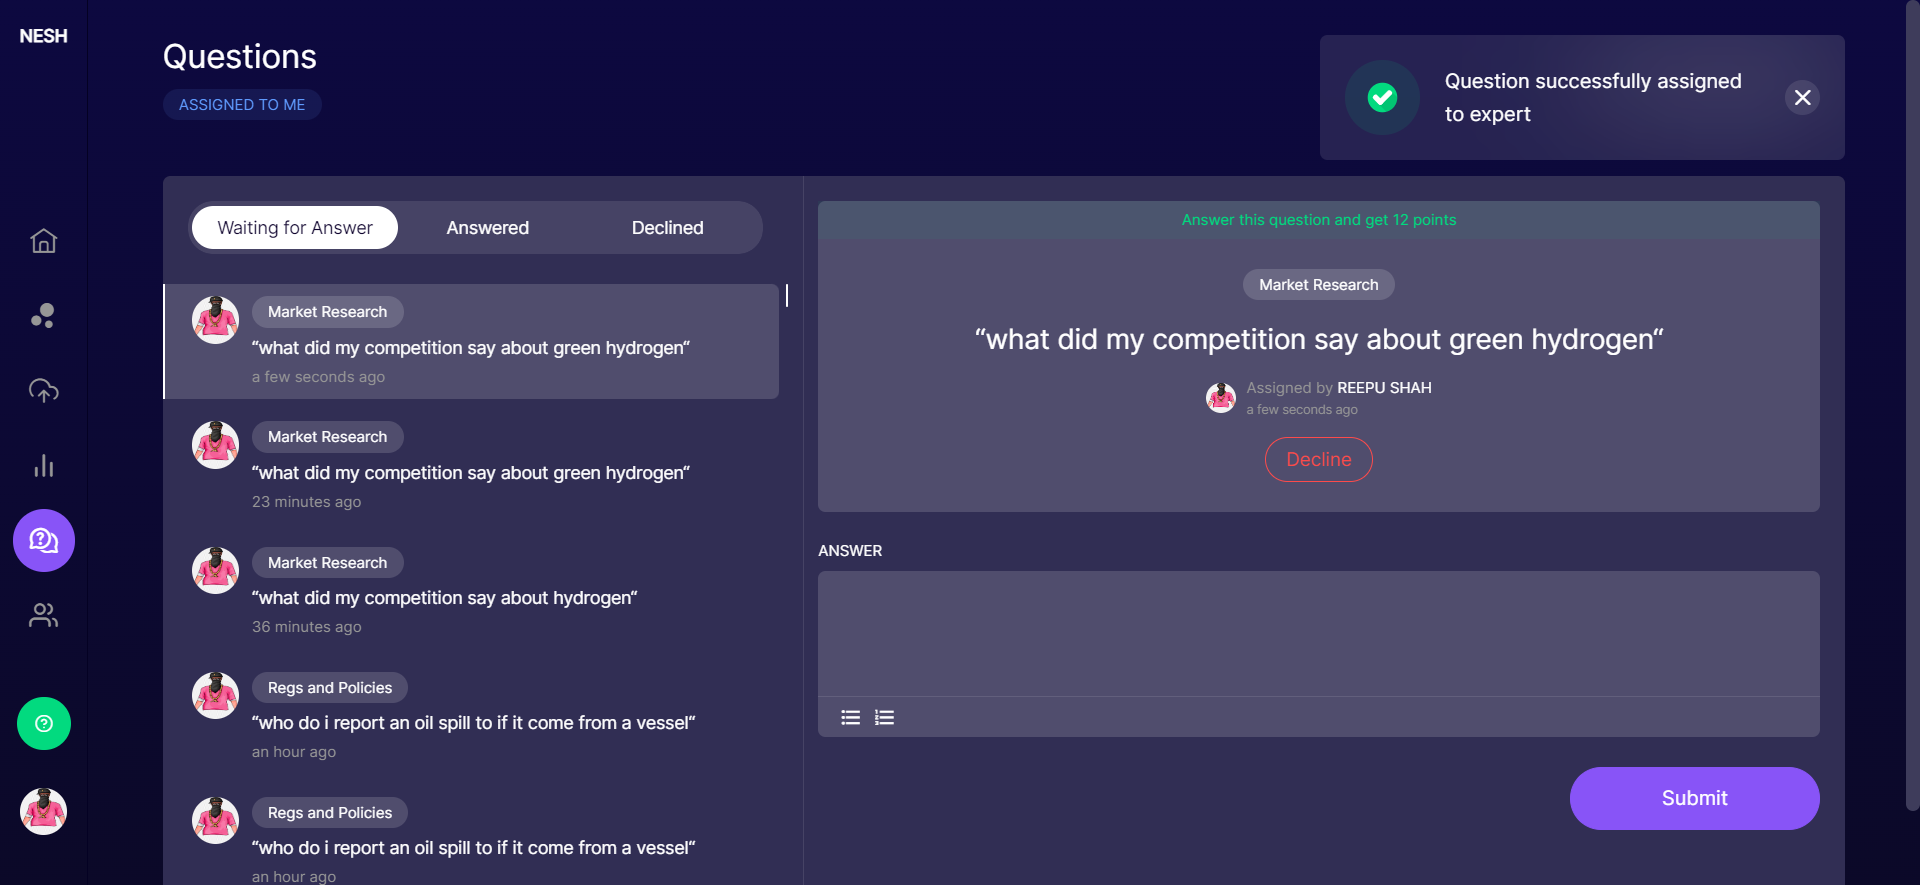 NESH
Questions
ASSIGNED TO ME
Question successfully assigned
to expert
Waiting for Answer
Answered
Declined
Market Research
“what did my competition say about green hydrogen“
a few seconds ago
Market Research
“what did my competition say about green hydrogen“
23 minutes ago
Market Research
“what did my competition say about hydrogen“
36 minutes ago
Regs and Policies
“who do i report an oil spill to if it come from a vessel“
an hour ago
Regs and Policies
“who do i report an oil spill to if it come from a vessel“
an hour ago
Answer this question and get 12 points
Market Research
“what did my competition say about green hydrogen“
Assigned by REEPU SHAH
a few seconds ago
Decline
ANSWER
Submit